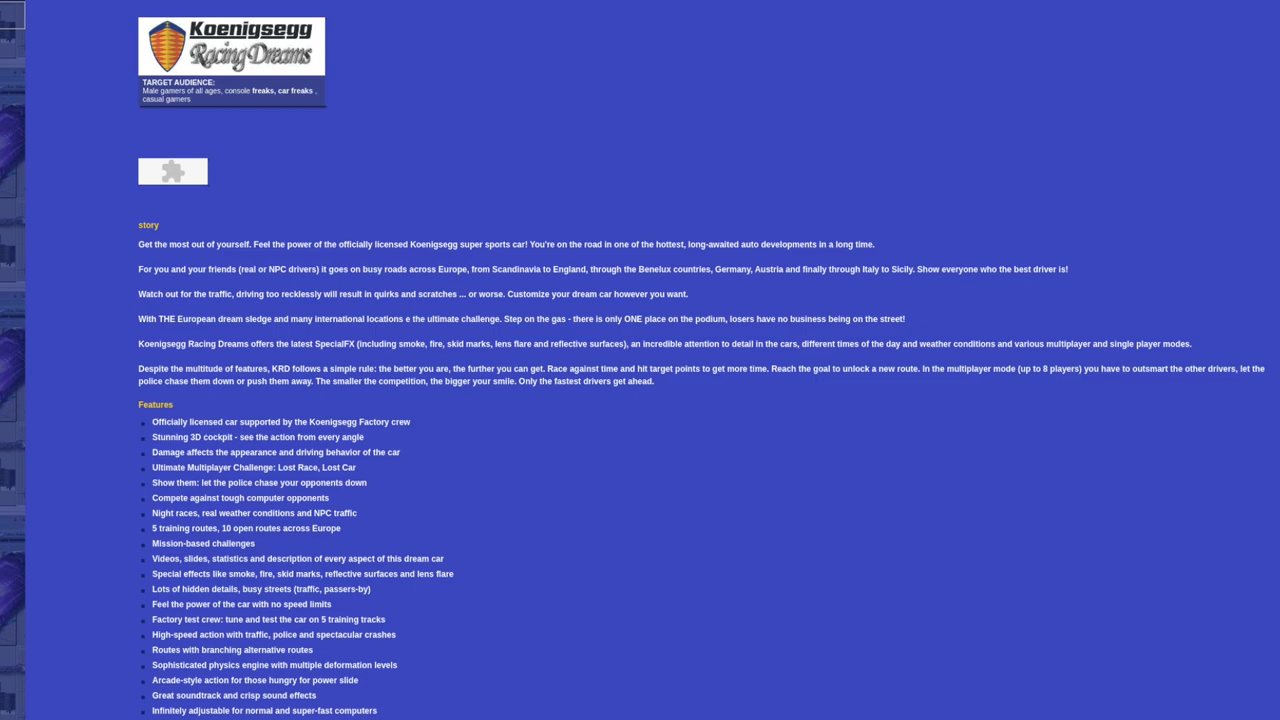 Koenigsegg
Racing Dreams
TARGET AUDIENCE:
Male gamers of all ages, console freaks, car freaks ,
casual gamers
story
Get the most out of yourself. Feel the power of the officially licensed Koenigsegg super sports car! You're on the road in one of the hottest, long-awaited auto developments in a long time.
For you and your friends (real or NPC drivers) it goes on busy roads across Europe, from Scandinavia to England, through the Benelux countries, Germany, Austria and finally through Italy to Sicily. Show everyone who the best driver is!
Watch out for the traffic, driving too recklessly will result in quirks and scratches ... or worse. Customize your dream car however you want.
With THE European dream sledge and many international locations e the ultimate challenge. Step on the gas - there is only ONE place on the podium, losers have no business being on the street!
Koenigsegg Racing Dreams offers the latest SpecialFX (including smoke, fire, skid marks, lens flare and reflective surfaces), an incredible attention to detail in the cars, different times of the day and weather conditions and various multiplayer and single player modes.
Despite the multitude of features, KRD follows a simple rule: the better you are, the further you can get. Race against time and hit target points to get more time. Reach the goal to unlock a new route. In the multiplayer mode (up to 8 players) you have to outsmart the other drivers, let the
police chase them down or push them away. The smaller the competition, the bigger your smile. Only the fastest drivers get ahead.
Features
Officially licensed car supported by the Koenigsegg Factory crew
Stunning 3D cockpit - see the action from every angle
Damage affects the appearance and driving behavior of the car
Ultimate Multiplayer Challenge: Lost Race, Lost Car
Show them: let the police chase your opponents down
Compete against tough computer opponents
Night races, real weather conditions and NPC traffic
5 training routes, 10 open routes across Europe
Mission-based challenges
Videos, slides, statistics and description of every aspect of this dream car
Special effects like smoke, fire, skid marks, reflective surfaces and lens flare
Lots of hidden details, busy streets (traffic, passers-by)
Feel the power of the car with no speed limits
Factory test crew: tune and test the car on 5 training tracks
High-speed action with traffic, police and spectacular crashes
Routes with branching alternative routes
Sophisticated physics engine with multiple deformation levels
Arcade-style action for those hungry for power slide
Great soundtrack and crisp sound effects
Infinitely adjustable for normal and super-fast computers